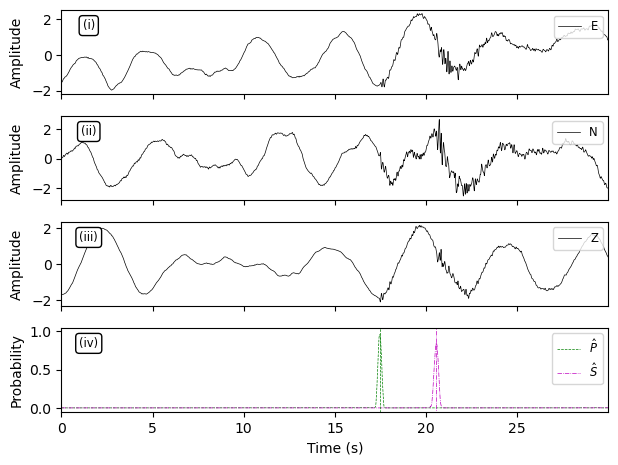 (i)
E
Amplitude
2
0
−2
(ii)
N
Amplitude
2
0
−2
(iii)
Z
Amplitude
2
0
−2
(iv)
P̂
Ŝ
Probability
1.0
0.5
0.0
0 5 10 15 20 25
Time (s)